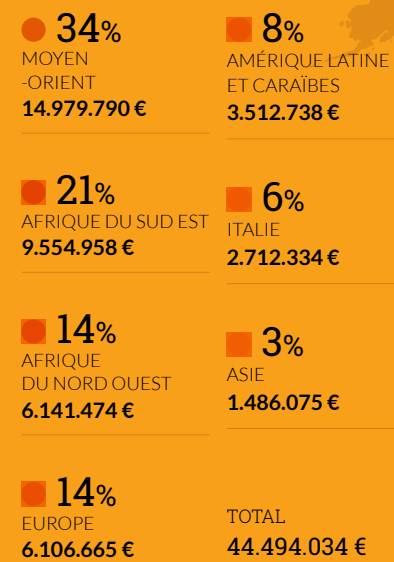 34%
MOYEN
-ORIENT
14.979.790 €
21%
AFRIQUE DU SUD EST
9.554.958 €
14%
AFRIQUE
DU NORD OUEST
6.141.474 €
14%
EUROPE
6.106.665 €
8%
AMÉRIQUE LATINE
ET CARAÏBES
3.512.738 €
6%
ITALIE
2.712.334 €
3%
ASIE
1.486.075 €
TOTAL
44.494.034 €